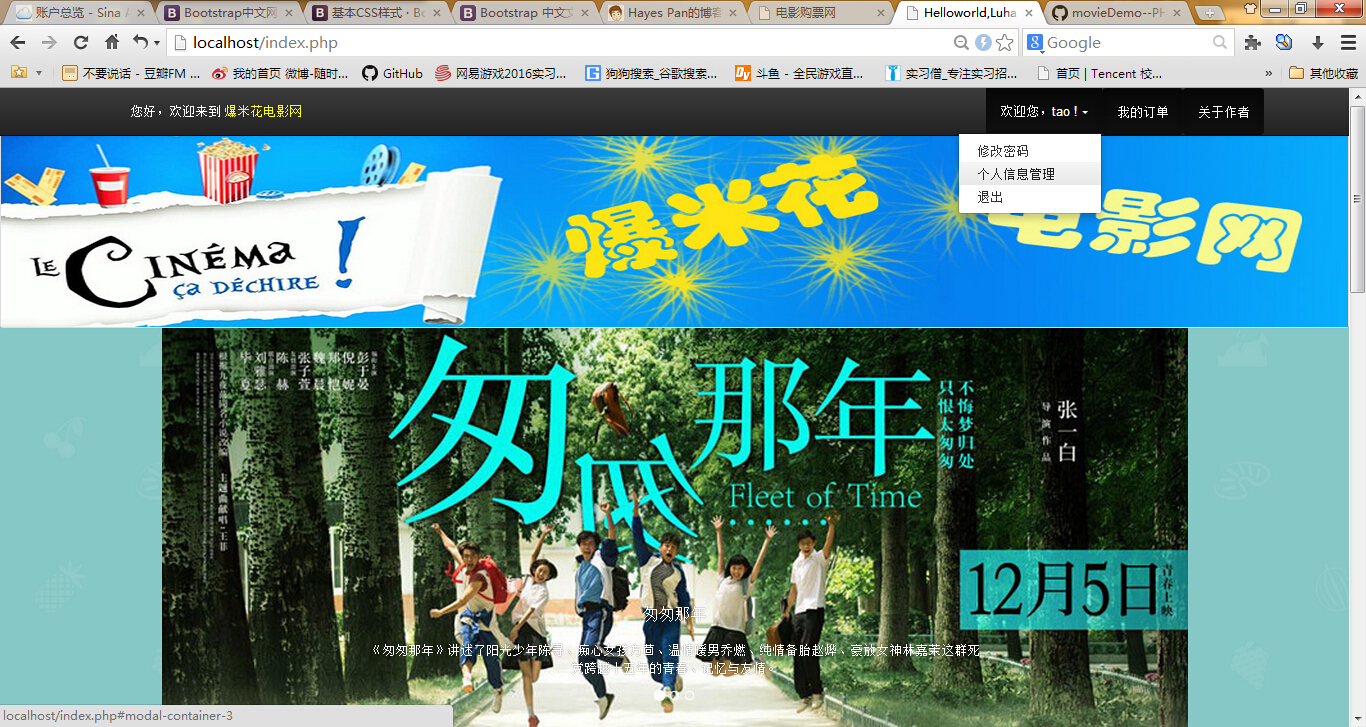 账户总览 - Sina A
Bootstrap中文网
基本CSS样式 · Bo
Bootstrap 中文文
Hayes Pan的博客
电影购票网
Helloworld,Luha
movieDemo--PH
localhost/index.php
Google
不要说话 - 豆瓣FM ...
我的首页 微博-随时...
GitHub
网易游戏2016实习...
狗狗搜索_谷歌搜索...
斗鱼 - 全民游戏直...
实习僧_专注实习招...
首页 | Tencent 校...
»
其他收藏
您好，欢迎来到 爆米花电影网
欢迎您，tao !
我的订单
关于作者
修改密码
个人信息管理
退出
LE CINÉMA
ÇA DÉCHIRE !
爆米花 电影网
彭于晏
倪妮
郑恺
魏晨
张子萱
陈赫
刘雅瑟
毕夏
主题曲献唱·王菲
匆匆那年
Fleet of Time
不悔梦归处
只恨太匆匆
张一白
导演作品
12月5日
青春上映
匆匆那年
《匆匆那年》讲述了阳光少年陈寻、痴心女孩方茴、温情暖男乔燃、纯情备胎赵烨、豪放女神林嘉茉这群死
党跨越十五年的青春、记忆与友情。
localhost/index.php#modal-container-3